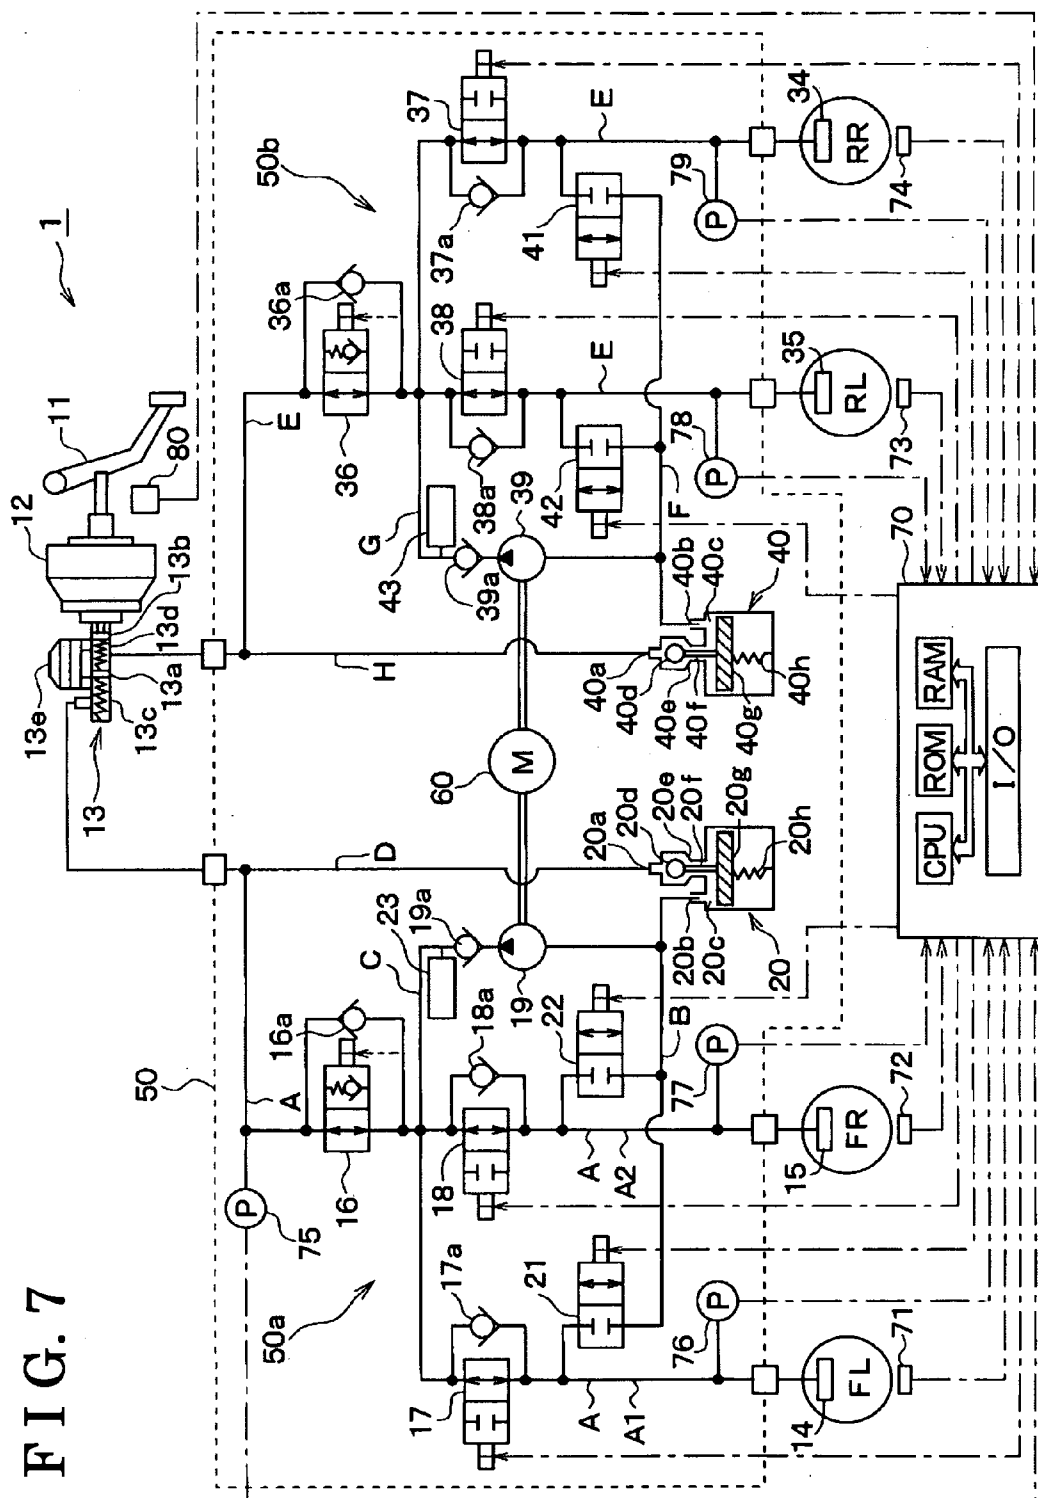 FIG. 7
1
11
12
80
13e
13b
13d
13a
13c
13
50
50a
50b
A
E
D
H
75
P
16
16a
36
36a
C
23
19a
G
43
39a
17
17a
18
18a
38
38a
37
37a
19
39
60
M
21
22
42
41
A
A1
A
A2
E
E
B
F
20a
20d
20e
20f
20g
20h
20b
20c
20
40a
40d
40e
40f
40g
40h
40b
40c
40
76
P
77
P
78
P
79
P
14
FL
71
15
FR
72
35
RL
73
34
RR
74
70
CPU
ROM
RAM
I/O